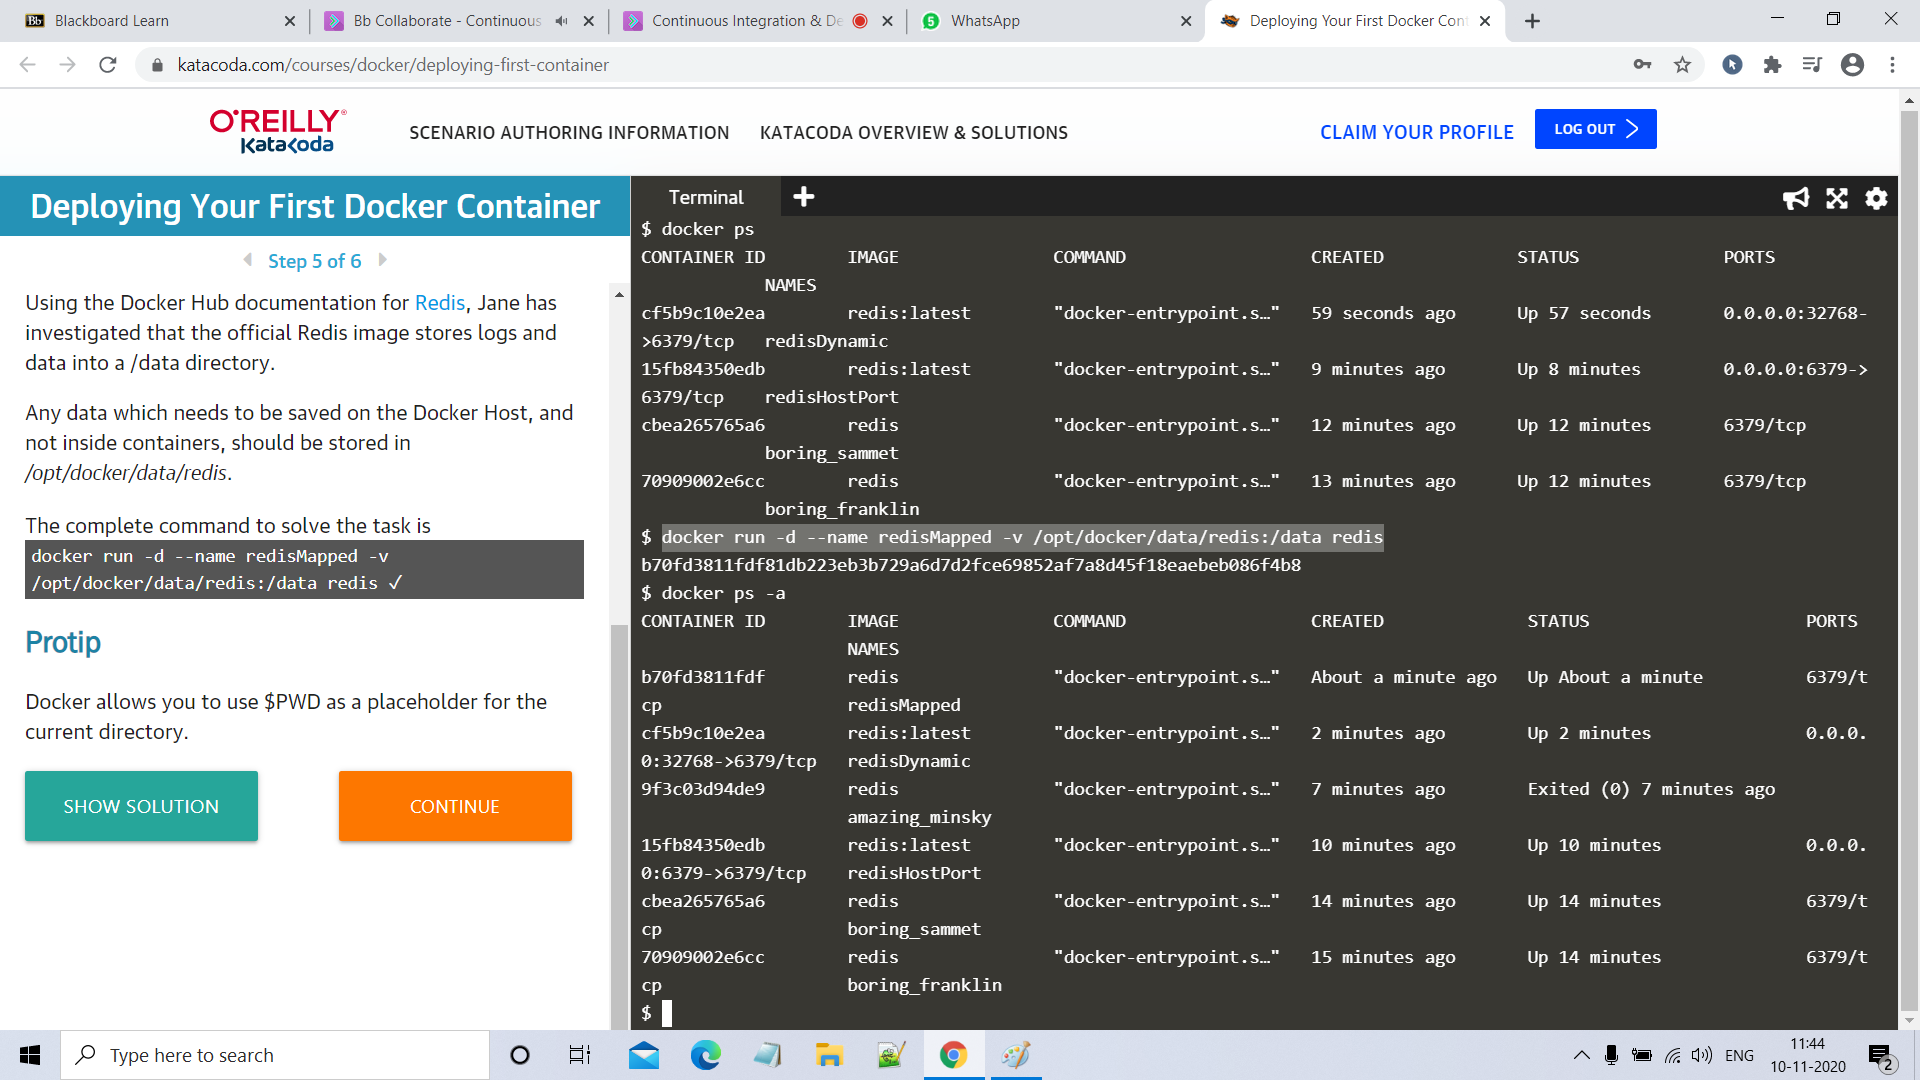 Blackboard Learn
Bb Collaborate - Continuous
Continuous Integration & De
5 WhatsApp
Deploying Your First Docker Cont
katacoda.com/courses/docker/deploying-first-container
O'REILLY®
Katacoda
SCENARIO AUTHORING INFORMATION
KATACODA OVERVIEW & SOLUTIONS
CLAIM YOUR PROFILE
LOG OUT
Deploying Your First Docker Container
Step 5 of 6
Using the Docker Hub documentation for Redis, Jane has
investigated that the official Redis image stores logs and
data into a /data directory.
Any data which needs to be saved on the Docker Host, and
not inside containers, should be stored in
/opt/docker/data/redis.
The complete command to solve the task is
docker run -d --name redisMapped -v
/opt/docker/data/redis:/data redis ✓
Protip
Docker allows you to use $PWD as a placeholder for the
current directory.
SHOW SOLUTION
CONTINUE
Terminal
$ docker ps
CONTAINER ID IMAGE COMMAND CREATED STATUS PORTS
NAMES
cf5b9c10e2ea redis:latest "docker-entrypoint.s…" 59 seconds ago Up 57 seconds 0.0.0.0:32768-
>6379/tcp redisDynamic
15fb84350edb redis:latest "docker-entrypoint.s…" 9 minutes ago Up 8 minutes 0.0.0.0:6379->
6379/tcp redisHostPort
cbea265765a6 redis "docker-entrypoint.s…" 12 minutes ago Up 12 minutes 6379/tcp
boring_sammet
70909002e6cc redis "docker-entrypoint.s…" 13 minutes ago Up 12 minutes 6379/tcp
boring_franklin
$ docker run -d --name redisMapped -v /opt/docker/data/redis:/data redis
b70fd3811fdf81db223eb3b729a6d7d2fce69852af7a8d45f18eaebeb086f4b8
$ docker ps -a
CONTAINER ID IMAGE COMMAND CREATED STATUS PORTS
NAMES
b70fd3811fdf redis "docker-entrypoint.s…" About a minute ago Up About a minute 6379/t
cp redisMapped
cf5b9c10e2ea redis:latest "docker-entrypoint.s…" 2 minutes ago Up 2 minutes 0.0.0.
0:32768->6379/tcp redisDynamic
9f3c03d94de9 redis "docker-entrypoint.s…" 7 minutes ago Exited (0) 7 minutes ago
amazing_minsky
15fb84350edb redis:latest "docker-entrypoint.s…" 10 minutes ago Up 10 minutes 0.0.0.
0:6379->6379/tcp redisHostPort
cbea265765a6 redis "docker-entrypoint.s…" 14 minutes ago Up 14 minutes 6379/t
cp boring_sammet
70909002e6cc redis "docker-entrypoint.s…" 15 minutes ago Up 14 minutes 6379/t
cp boring_franklin
$
Type here to search
ENG
11:44
10-11-2020
2